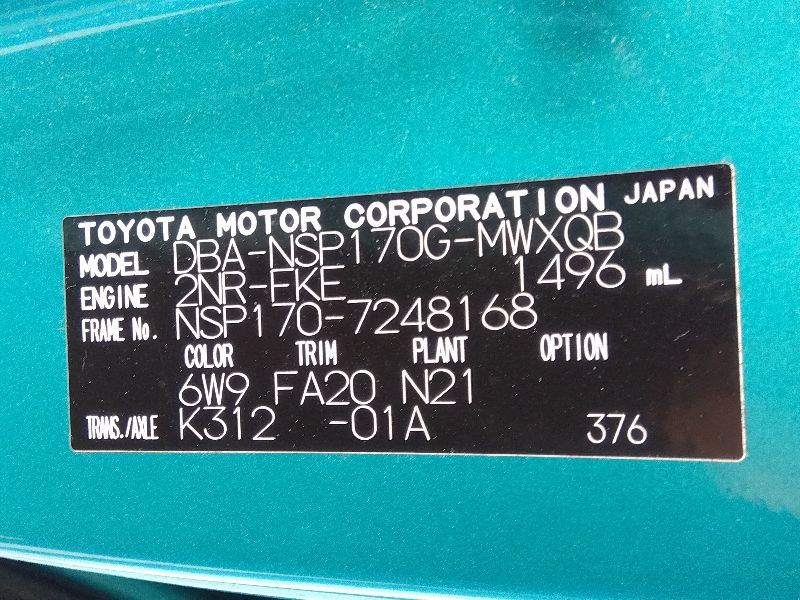 TOYOTA MOTOR CORPORATION JAPAN
MODEL DBA-NSP170G-MWXQB
ENGINE 2NR-FKE 1496 mL
FRAME No. NSP170-7248168
COLOR TRIM PLANT OPTION
6W9 FA20 N21
TRANS./AXLE K312 -01A 376